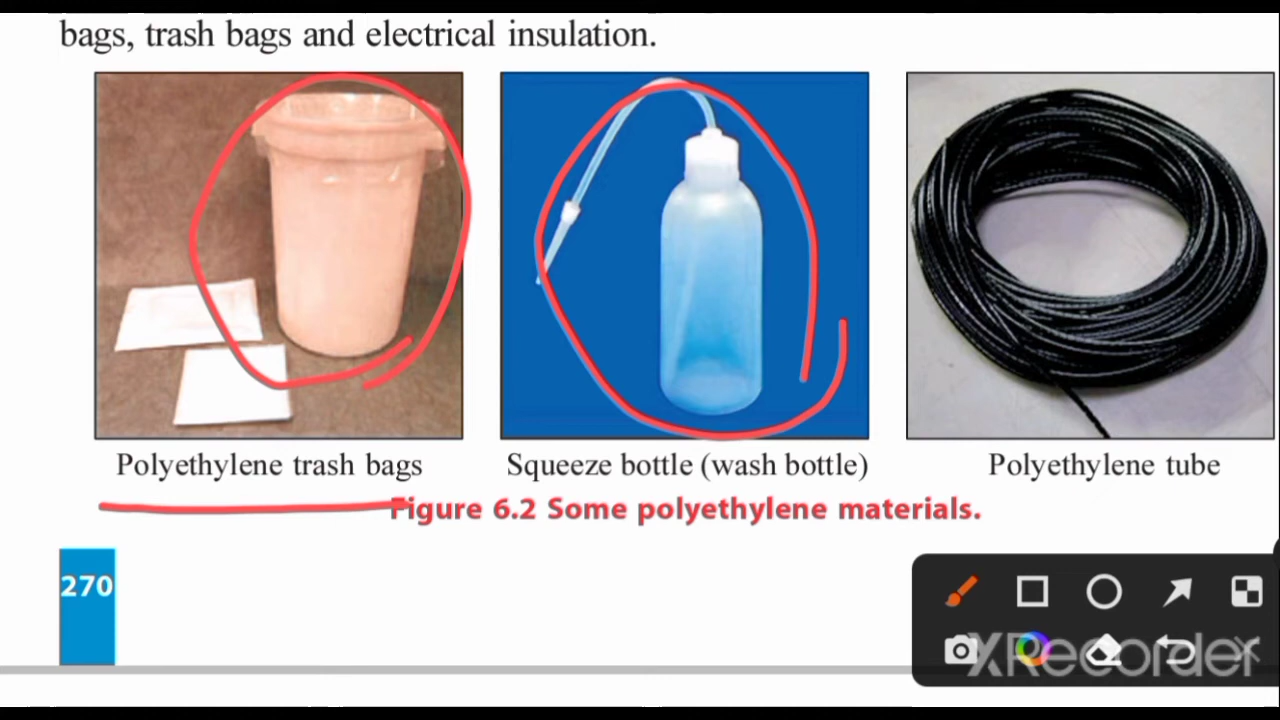 bags, trash bags and electrical insulation.
Polyethylene trash bags
Squeeze bottle (wash bottle)
Polyethylene tube
Figure 6.2 Some polyethylene materials.
270
XRecorder